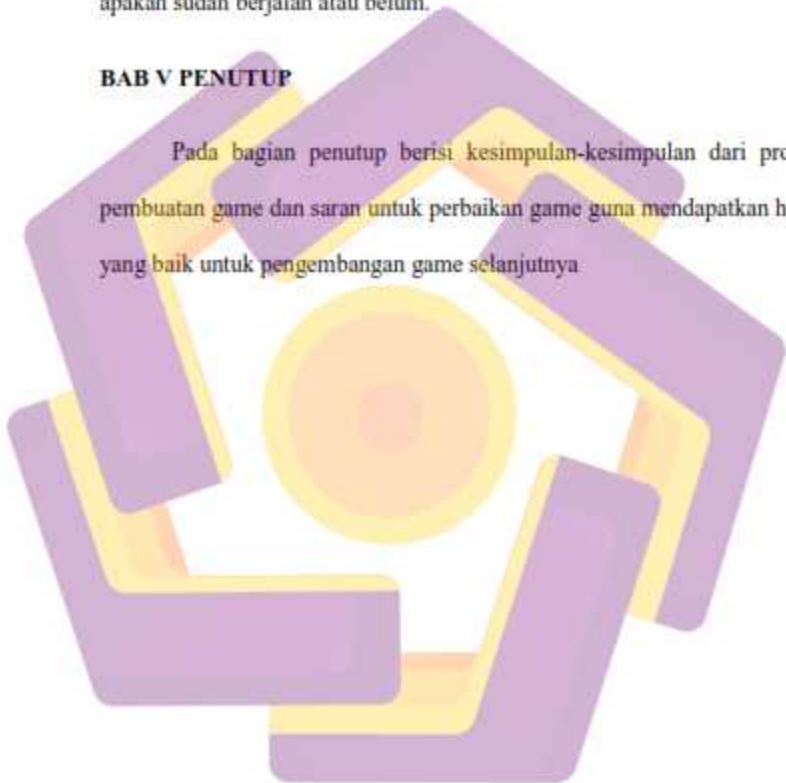 apakah sudah berjalan atau belum.
BAB V PENUTUP
Pada bagian penutup berisi kesimpulan-kesimpulan dari pro
pembuatan game dan saran untuk perbaikan game guna mendapatkan h
yang baik untuk pengembangan game selanjutnya